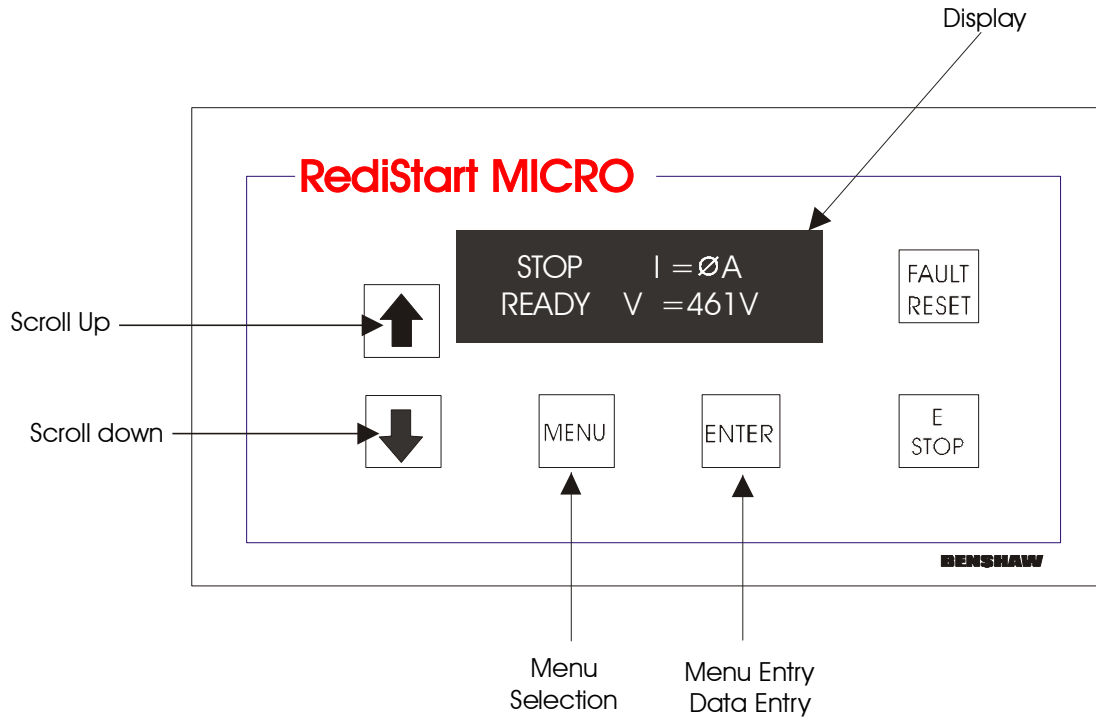 Display
RediStart MICRO
STOP I = ØA
READY V =461V
FAULT
RESET
Scroll Up
Scroll down
MENU
ENTER
E
STOP
BENSHAW
Menu
Selection
Menu Entry
Data Entry